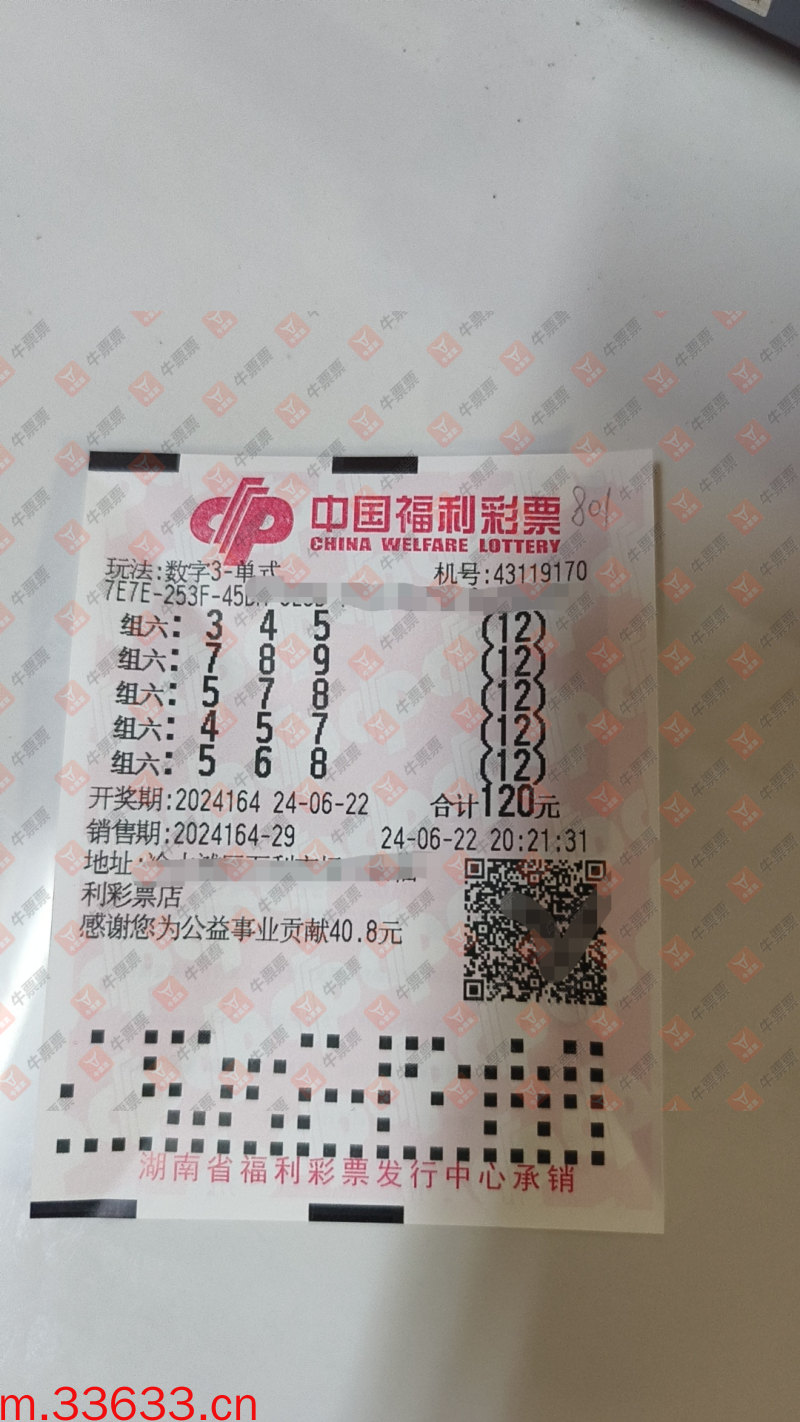 中国福利彩票 801
CHINA WELFARE LOTTERY
玩法:数字3-单式 机号:43119170
7E7E-253F-45
组六: 3 4 5 (12)
组六: 7 8 9 (12)
组六: 5 7 8 (12)
组六: 4 5 7 (12)
组六: 5 6 8 (12)
开奖期:2024164 24-06-22 合计120元
销售期:2024164-29 24-06-22 20:21:31
地址:
利彩票店
感谢您为公益事业贡献40.8元
湖南省福利彩票发行中心承销
牛票票
m.33633.cn